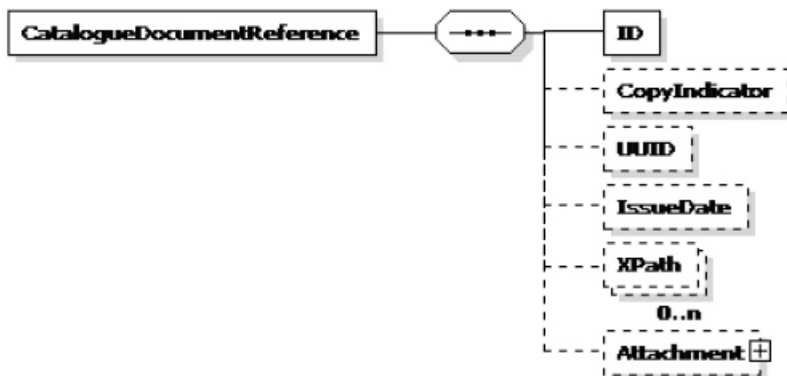 CatalogueDocumentReference
ID
CopyIndicator
UUID
IssueDate
XPath
0..n
Attachment